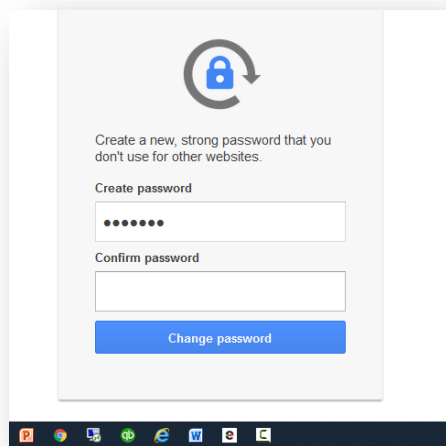 Create a new, strong password that you
don't use for other websites.
Create password
•••••••
Confirm password
Change password